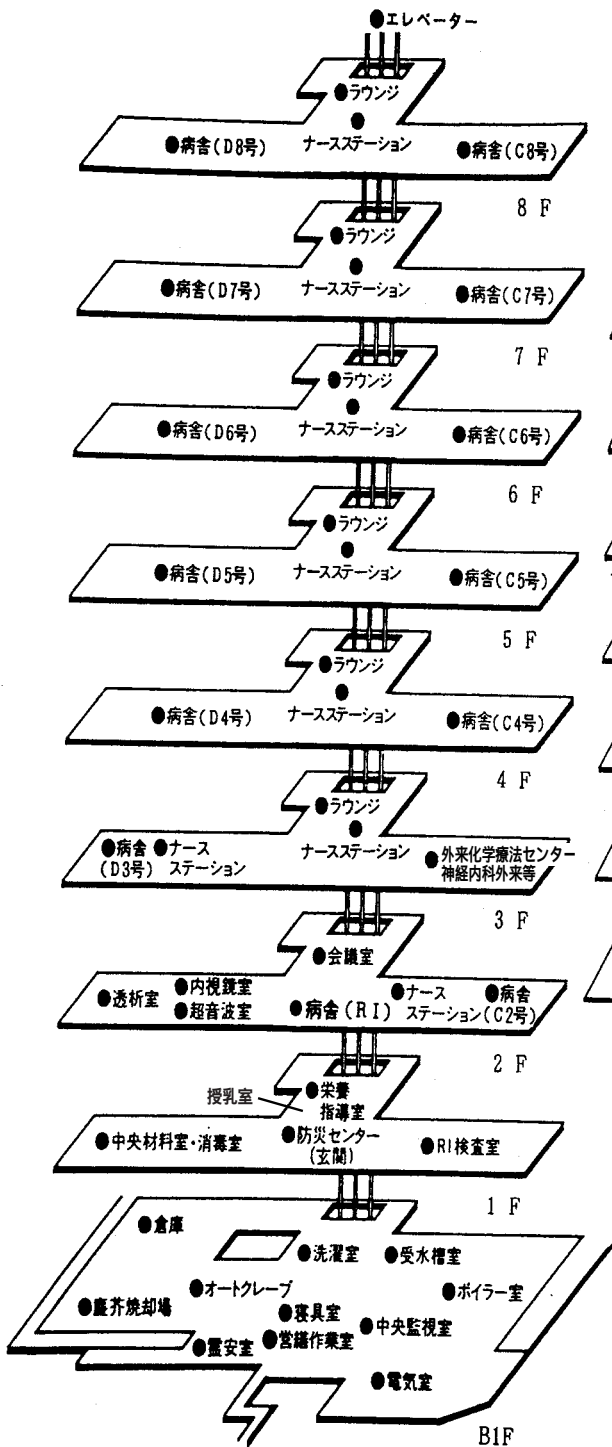 ●エレベーター
●ラウンジ
●
ナースステーション
●病舎(D8号)
●病舎(C8号)
8 F
●ラウンジ
●
ナースステーション
●病舎(D7号)
●病舎(C7号)
7 F
●ラウンジ
●
ナースステーション
●病舎(D6号)
●病舎(C6号)
6 F
●ラウンジ
●
ナースステーション
●病舎(D5号)
●病舎(C5号)
5 F
●ラウンジ
●
ナースステーション
●病舎(D4号)
●病舎(C4号)
4 F
●ラウンジ
●
ナースステーション
●病舎
(D3号)
●ナース
ステーション
●外来化学療法センター
神経内科外来等
3 F
●会議室
●透析室
●内視鏡室
●超音波室
●病舎(RI)
●ナース
ステーション
●病舎
(C2号)
2 F
授乳室
●栄養
指導室
●中央材料室・消毒室
●防災センター
(玄関)
●RI検査室
1 F
●倉庫
●洗濯室
●受水槽室
●オートクレーブ
●ボイラー室
●塵芥焼却場
●寝具室
●中央監視室
●霊安室
●営繕作業室
●電気室
B1F